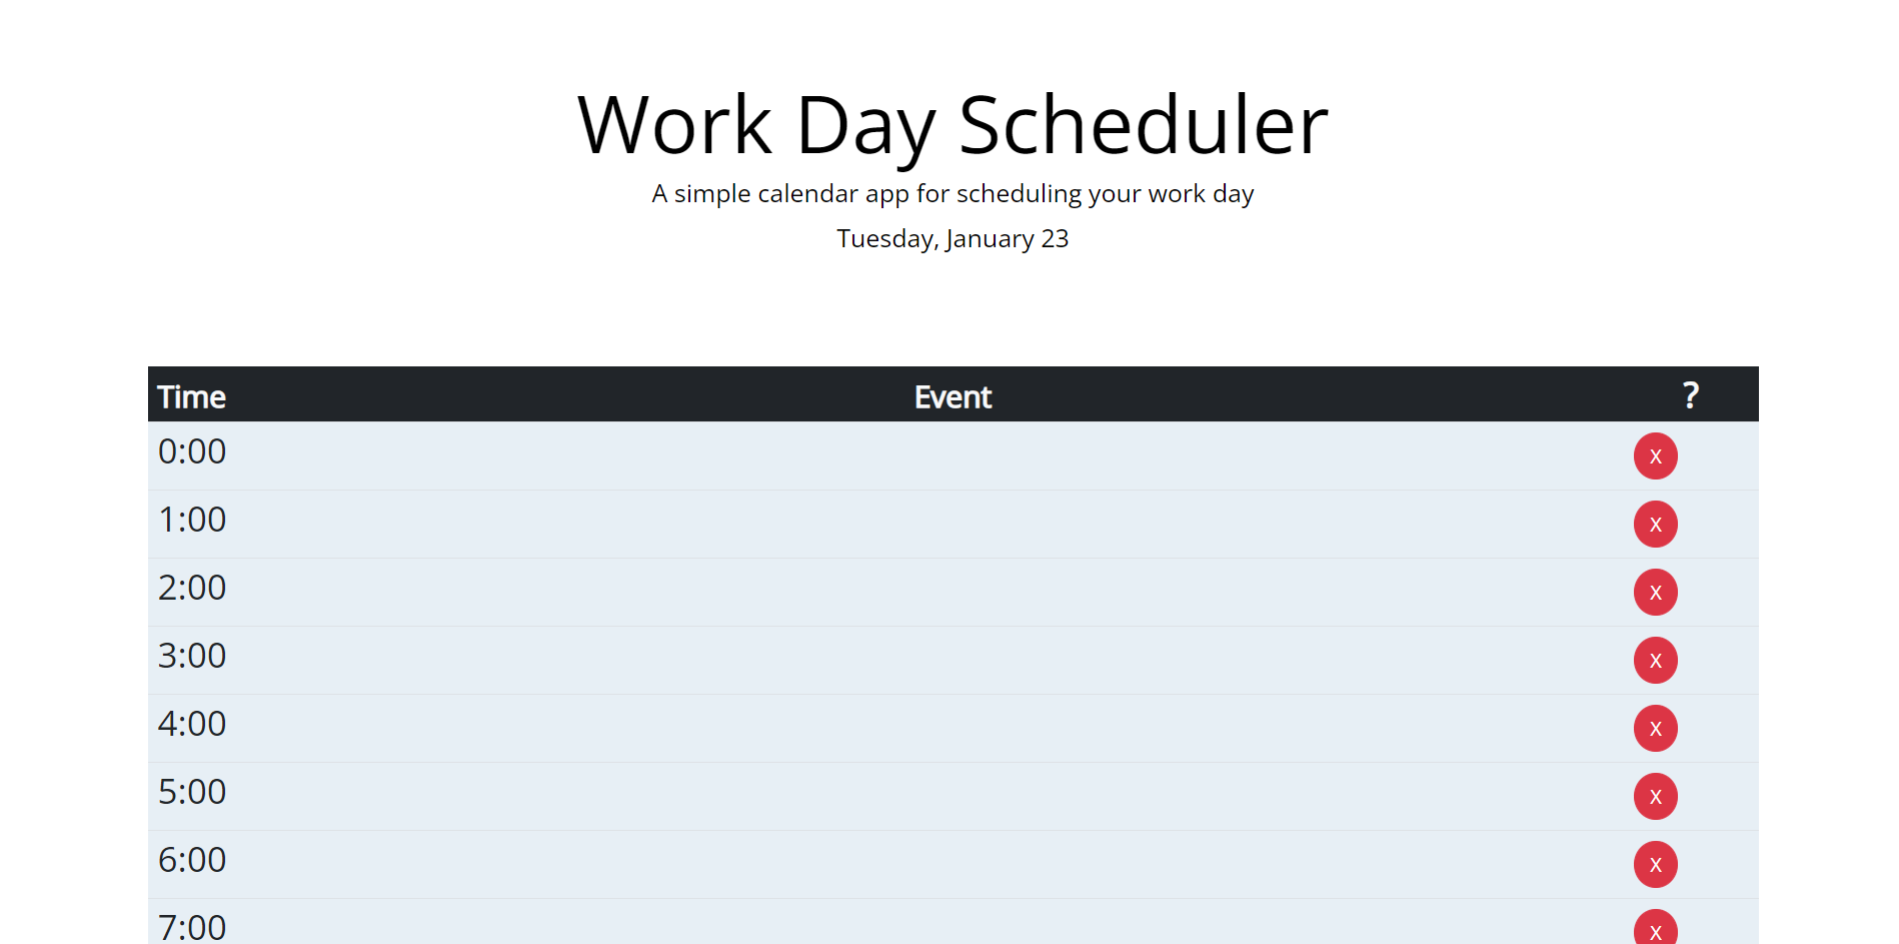 Work Day Scheduler
A simple calendar app for scheduling your work day
Tuesday, January 23
Time Event ?
0:00 X
1:00 X
2:00 X
3:00 X
4:00 X
5:00 X
6:00 X
7:00 X